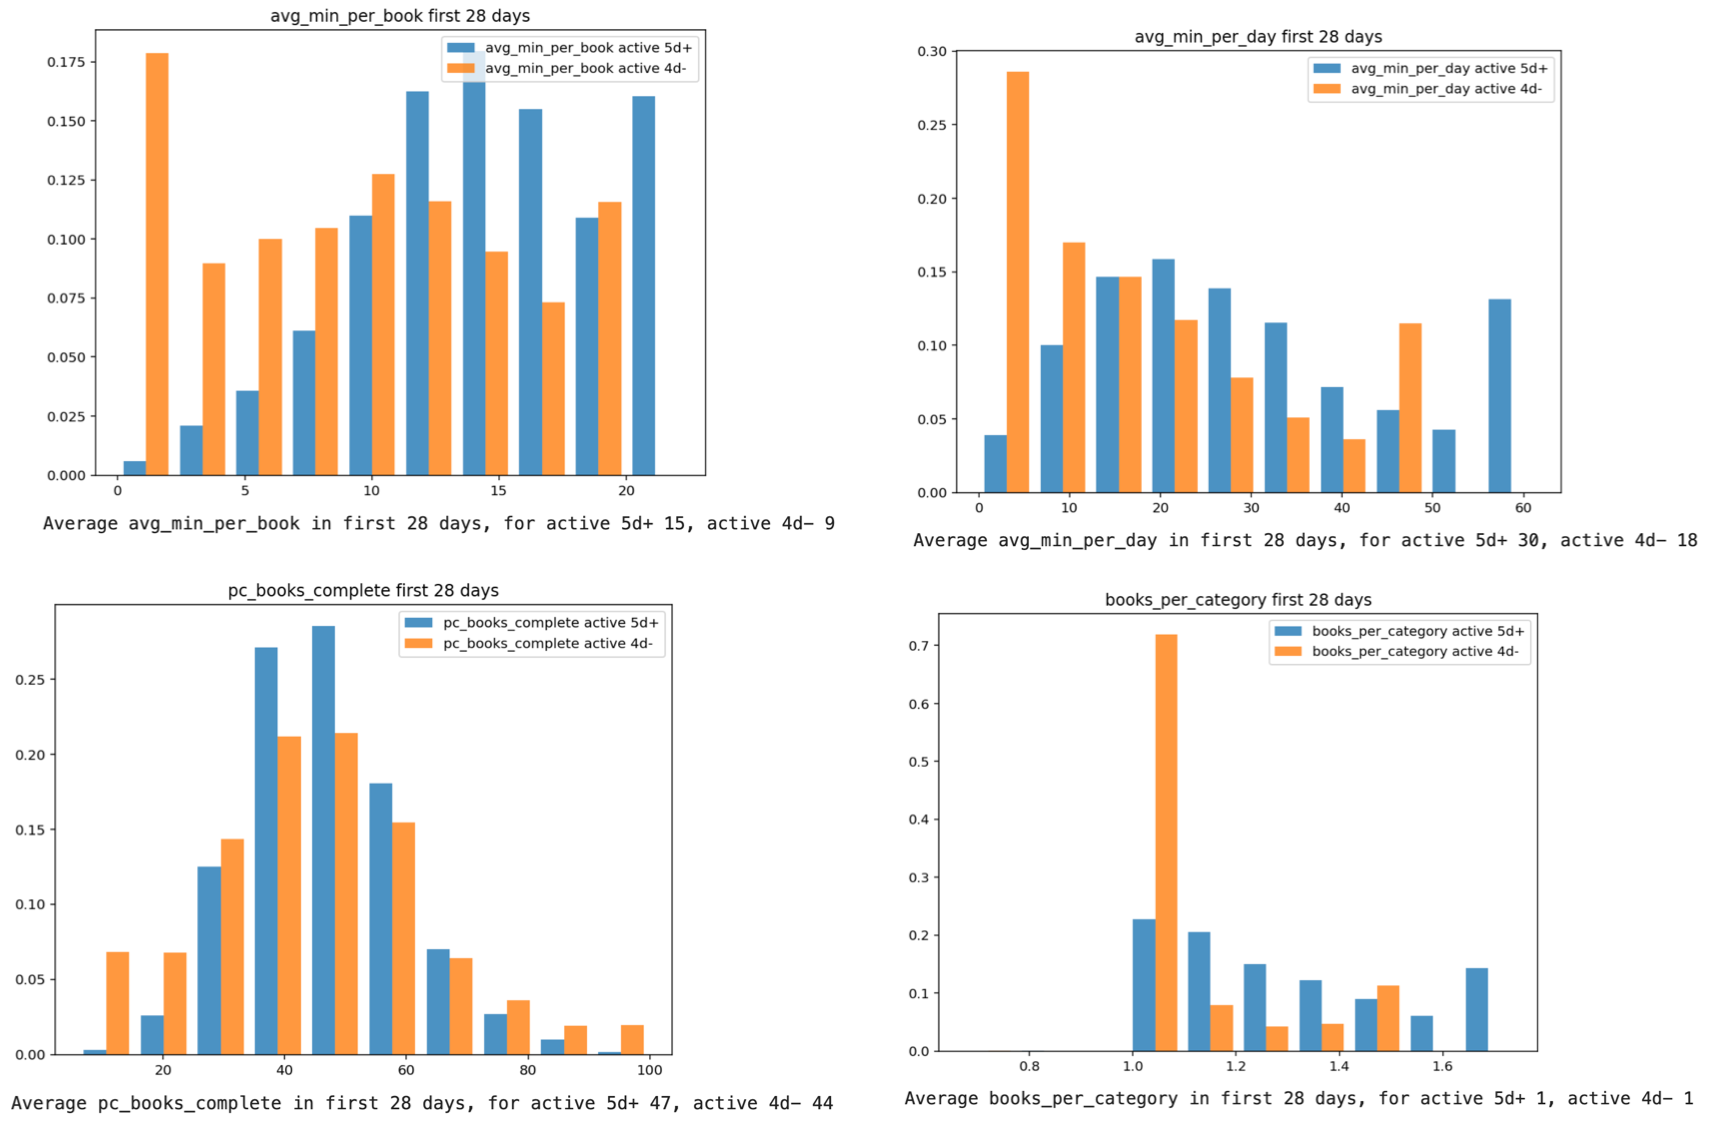 avg_min_per_book first 28 days
avg_min_per_book active 5d+
avg_min_per_book active 4d-
0.175
0.150
0.125
0.100
0.075
0.050
0.025
0.000
0 5 10 15 20
Average avg_min_per_book in first 28 days, for active 5d+ 15, active 4d- 9
avg_min_per_day first 28 days
avg_min_per_day active 5d+
avg_min_per_day active 4d-
0.30
0.25
0.20
0.15
0.10
0.05
0.00
0 10 20 30 40 50 60
Average avg_min_per_day in first 28 days, for active 5d+ 30, active 4d- 18
pc_books_complete first 28 days
pc_books_complete active 5d+
pc_books_complete active 4d-
0.25
0.20
0.15
0.10
0.05
0.00
20 40 60 80 100
Average pc_books_complete in first 28 days, for active 5d+ 47, active 4d- 44
books_per_category first 28 days
books_per_category active 5d+
books_per_category active 4d-
0.7
0.6
0.5
0.4
0.3
0.2
0.1
0.0
0.8 1.0 1.2 1.4 1.6
Average books_per_category in first 28 days, for active 5d+ 1, active 4d- 1